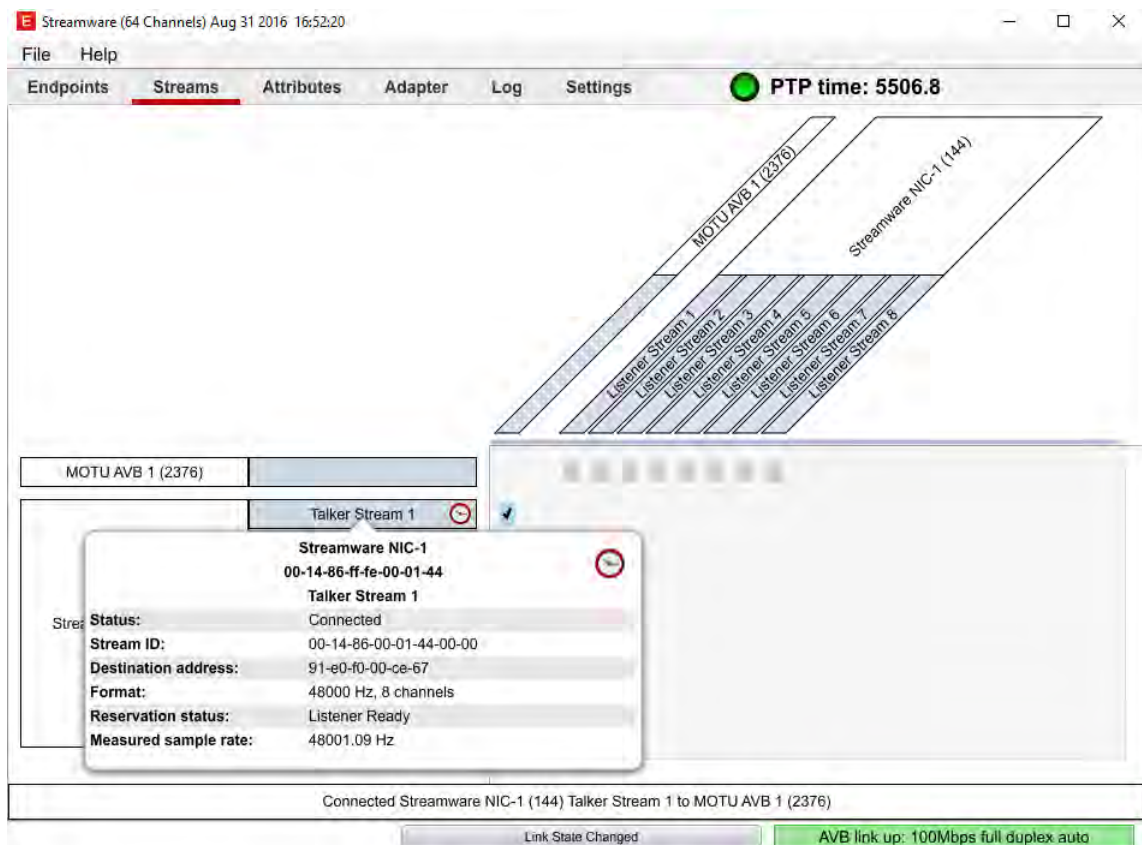 E Streamware (64 Channels) Aug 31 2016 16:52:20
File Help
Endpoints Streams Attributes Adapter Log Settings PTP time: 5506.8
MOTU AVB 1 (2376)
Streamware NIC-1 (144)
Listener Stream 1
Listener Stream 2
Listener Stream 3
Listener Stream 4
Listener Stream 5
Listener Stream 6
Listener Stream 7
Listener Stream 8
MOTU AVB 1 (2376)
Talker Stream 1
Streamware NIC-1
00-14-86-ff-fe-00-01-44
Talker Stream 1
Stre
Status: Connected
Stream ID: 00-14-86-00-01-44-00-00
Destination address: 91-e0-f0-00-ce-67
Format: 48000 Hz, 8 channels
Reservation status: Listener Ready
Measured sample rate: 48001.09 Hz
Connected Streamware NIC-1 (144) Talker Stream 1 to MOTU AVB 1 (2376)
Link State Changed AVB link up: 100Mbps full duplex auto